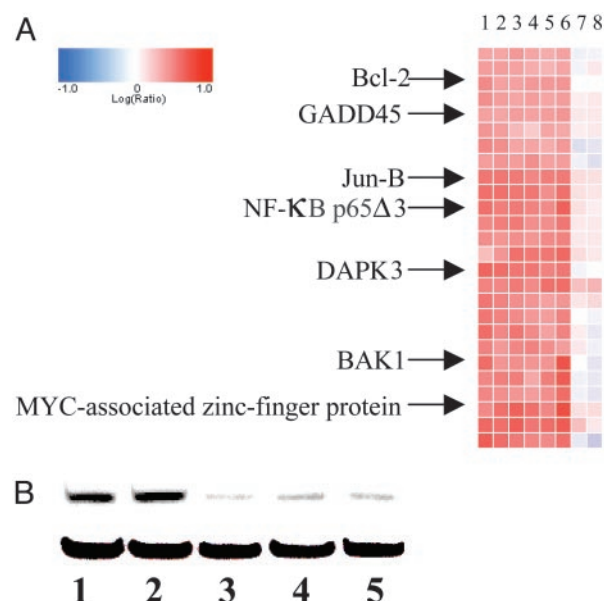 A
1 2 3 4 5 6 7 8
-1.0 0 1.0
Log(Ratio)
Bcl-2
GADD45
Jun-B
NF-κB p65Δ3
DAPK3
BAK1
MYC-associated zinc-finger protein
B
1 2 3 4 5